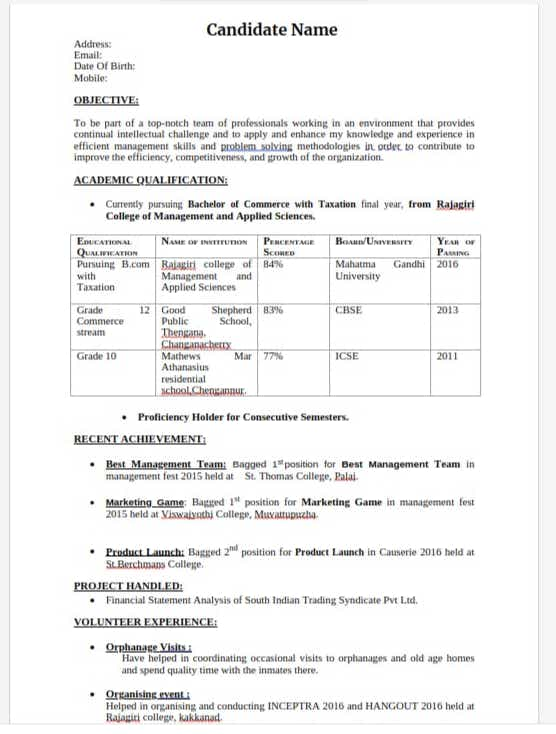 Candidate Name
Address:
Email:
Date Of Birth:
Mobile:
OBJECTIVE:
To be part of a top-notch team of professionals working in an environment that provides
continual intellectual challenge and to apply and enhance my knowledge and experience in
efficient management skills and problem solving methodologies in order to contribute to
improve the efficiency, competitiveness, and growth of the organization.
ACADEMIC QUALIFICATION:
• Currently pursuing Bachelor of Commerce with Taxation final year, from Rajagiri
College of Management and Applied Sciences.
EDUCATIONAL QUALIFICATION NAME OF INSTITUTION PERCENTAGE SCORED BOARD/UNIVERSITY YEAR OF PASSING
Pursuing B.com with Taxation Rajagiri college of Management and Applied Sciences 84% Mahatma Gandhi University 2016
Grade 12 Commerce stream Good Shepherd Public School, Thengana, Changanacherry 83% CBSE 2013
Grade 10 Mathews Mar Athanasius residential school,Chengannur. 77% ICSE 2011
• Proficiency Holder for Consecutive Semesters.
RECENT ACHIEVEMENT:
• Best Management Team: Bagged 1st position for Best Management Team in
management fest 2015 held at St. Thomas College, Palai.
• Marketing Game: Bagged 1st position for Marketing Game in management fest
2015 held at Viswajyothi College, Muvattupuzha.
• Product Launch: Bagged 2nd position for Product Launch in Causerie 2016 held at
St.Berchmans College.
PROJECT HANDLED:
• Financial Statement Analysis of South Indian Trading Syndicate Pvt Ltd.
VOLUNTEER EXPERIENCE:
• Orphanage Visits :
Have helped in coordinating occasional visits to orphanages and old age homes
and spend quality time with the inmates there.
• Organising event :
Helped in organising and conducting INCEPTRA 2016 and HANGOUT 2016 held at
Rajagiri college, kakkanad.